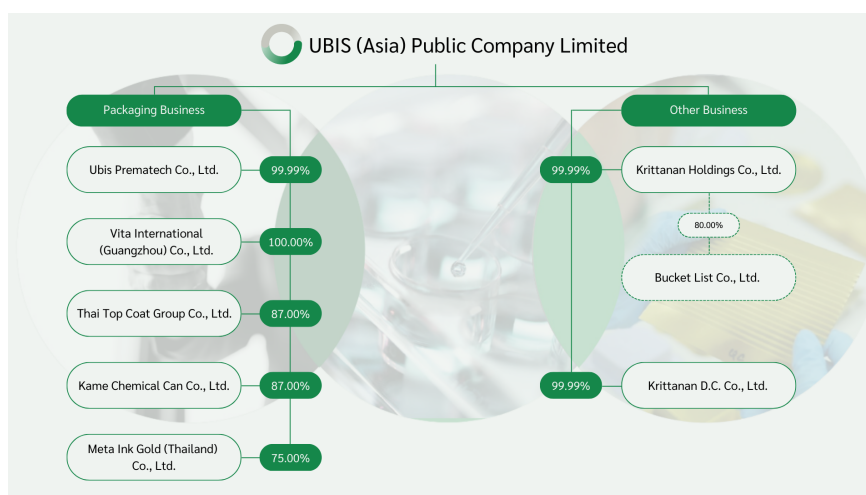 UBIS (Asia) Public Company Limited
Packaging Business
Ubis Prematech Co., Ltd.
99.99%
Vita International
(Guangzhou) Co., Ltd.
100.00%
Thai Top Coat Group Co., Ltd.
87.00%
Kame Chemical Can Co., Ltd.
87.00%
Meta Ink Gold (Thailand)
Co., Ltd.
75.00%
Other Business
99.99%
Krittanan Holdings Co., Ltd.
80.00%
Bucket List Co., Ltd.
99.99%
Krittanan D.C. Co., Ltd.